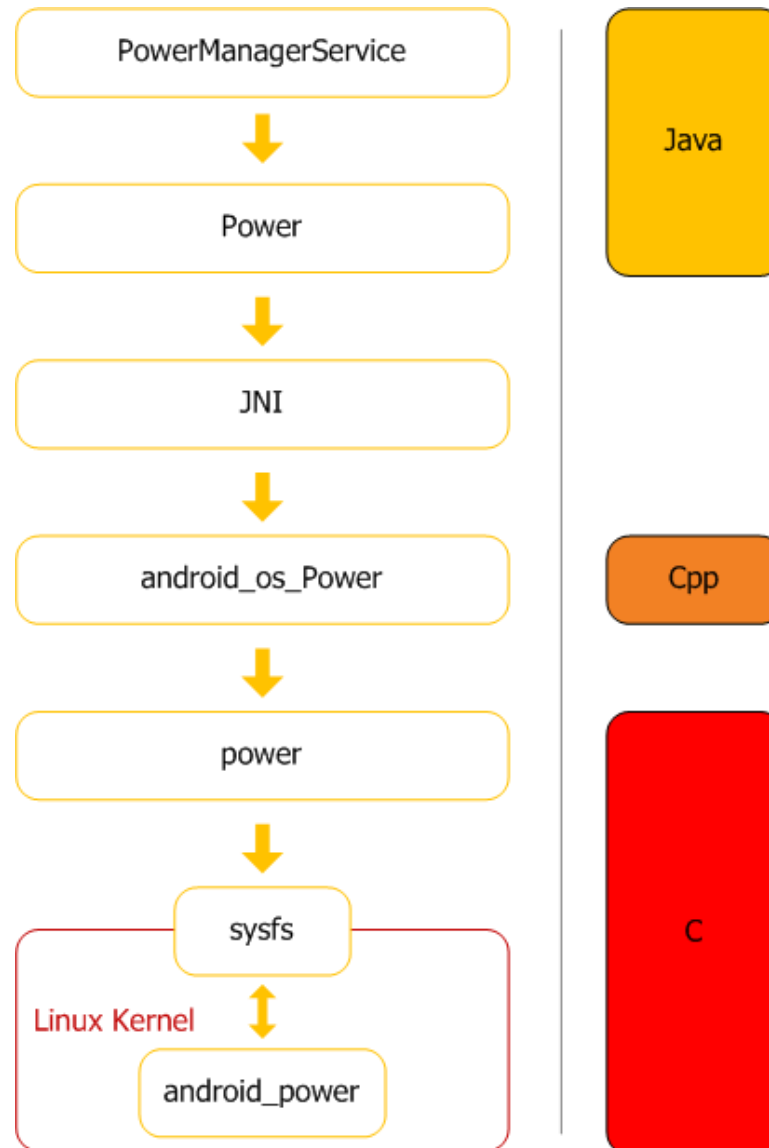 PowerManagerService
Java
Power
JNI
android_os_Power
Cpp
power
sysfs
C
Linux Kernel
android_power